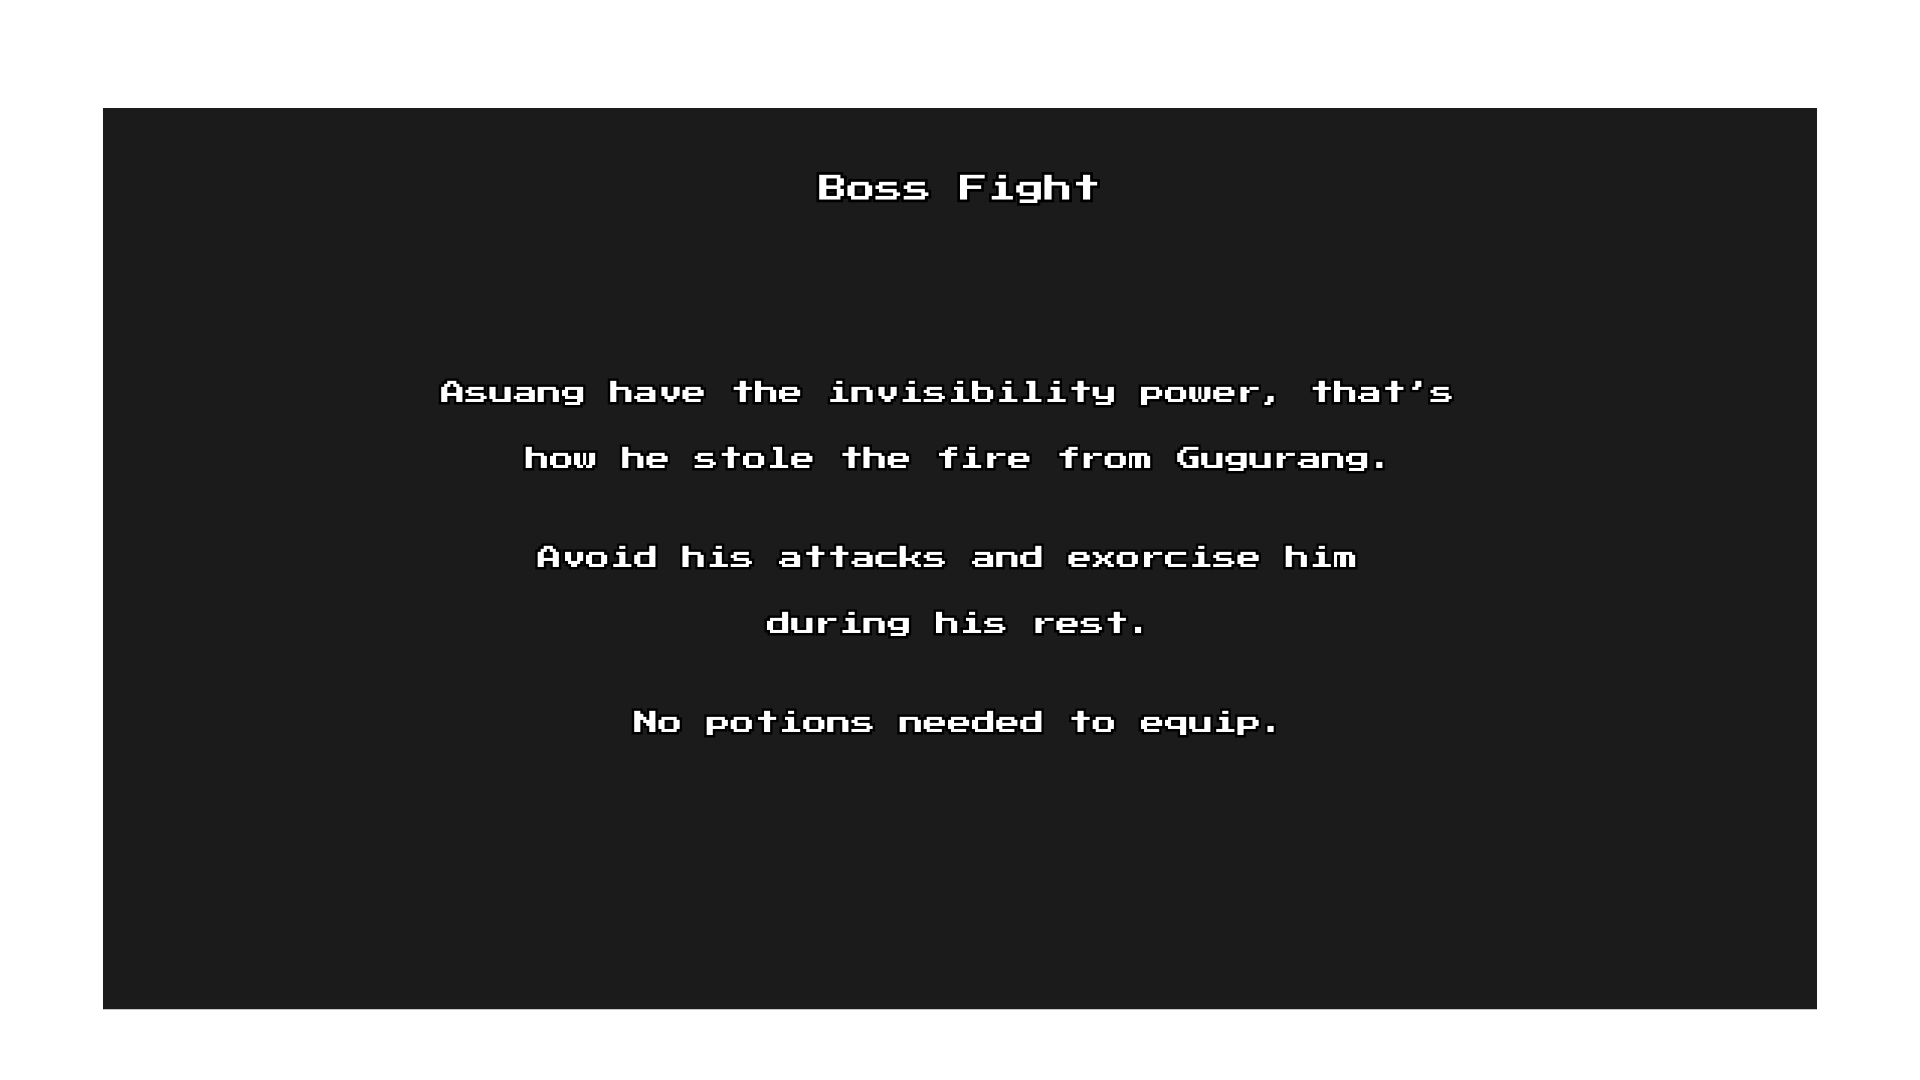 Boss Fight
Asuang have the invisibility power, that's
how he stole the fire from Gugurang.
Avoid his attacks and exorcise him
during his rest.
No potions needed to equip.